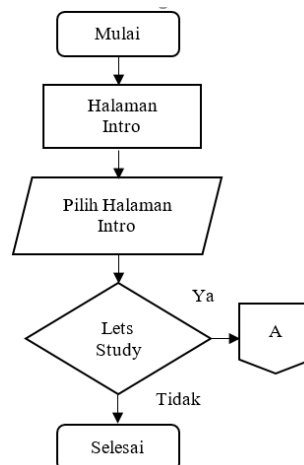 Mulai
Halaman
Intro
Pilih Halaman
Intro
Ya
Lets
Study
A
Tidak
Selesai